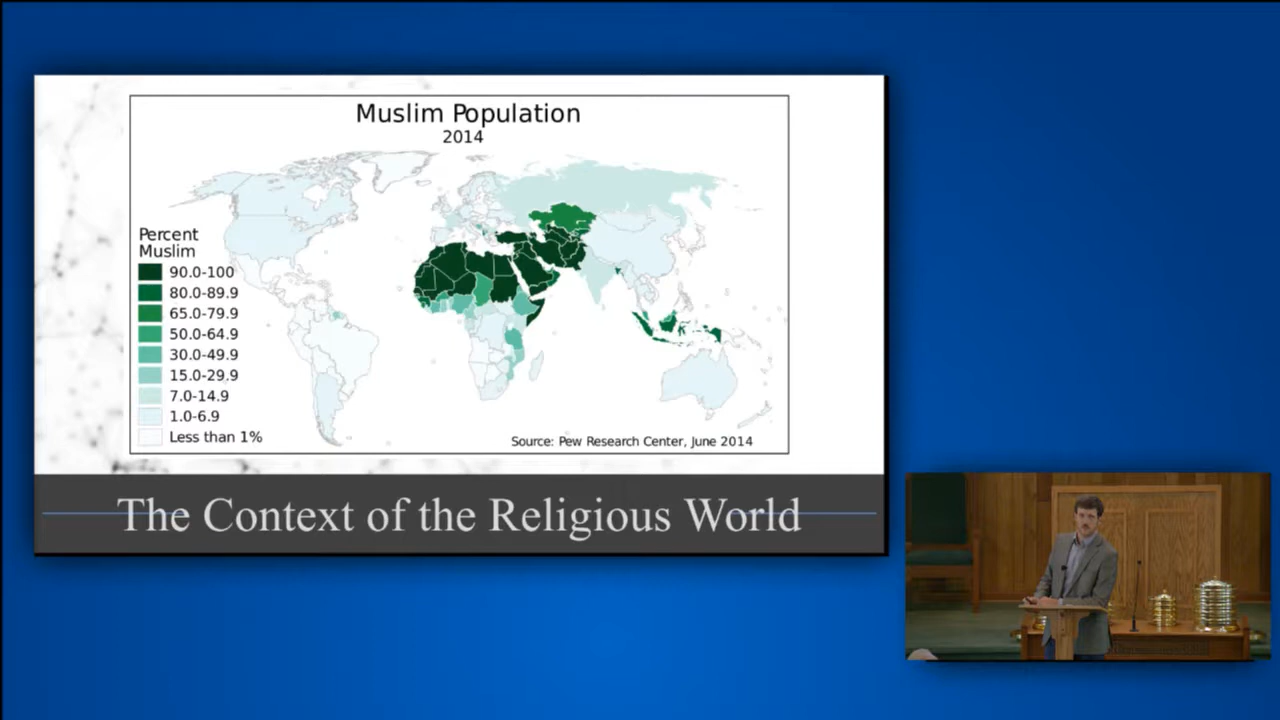 Muslim Population
2014
Percent
Muslim
90.0-100
80.0-89.9
65.0-79.9
50.0-64.9
30.0-49.9
15.0-29.9
7.0-14.9
1.0-6.9
Less than 1%
Source: Pew Research Center, June 2014
The Context of the Religious World